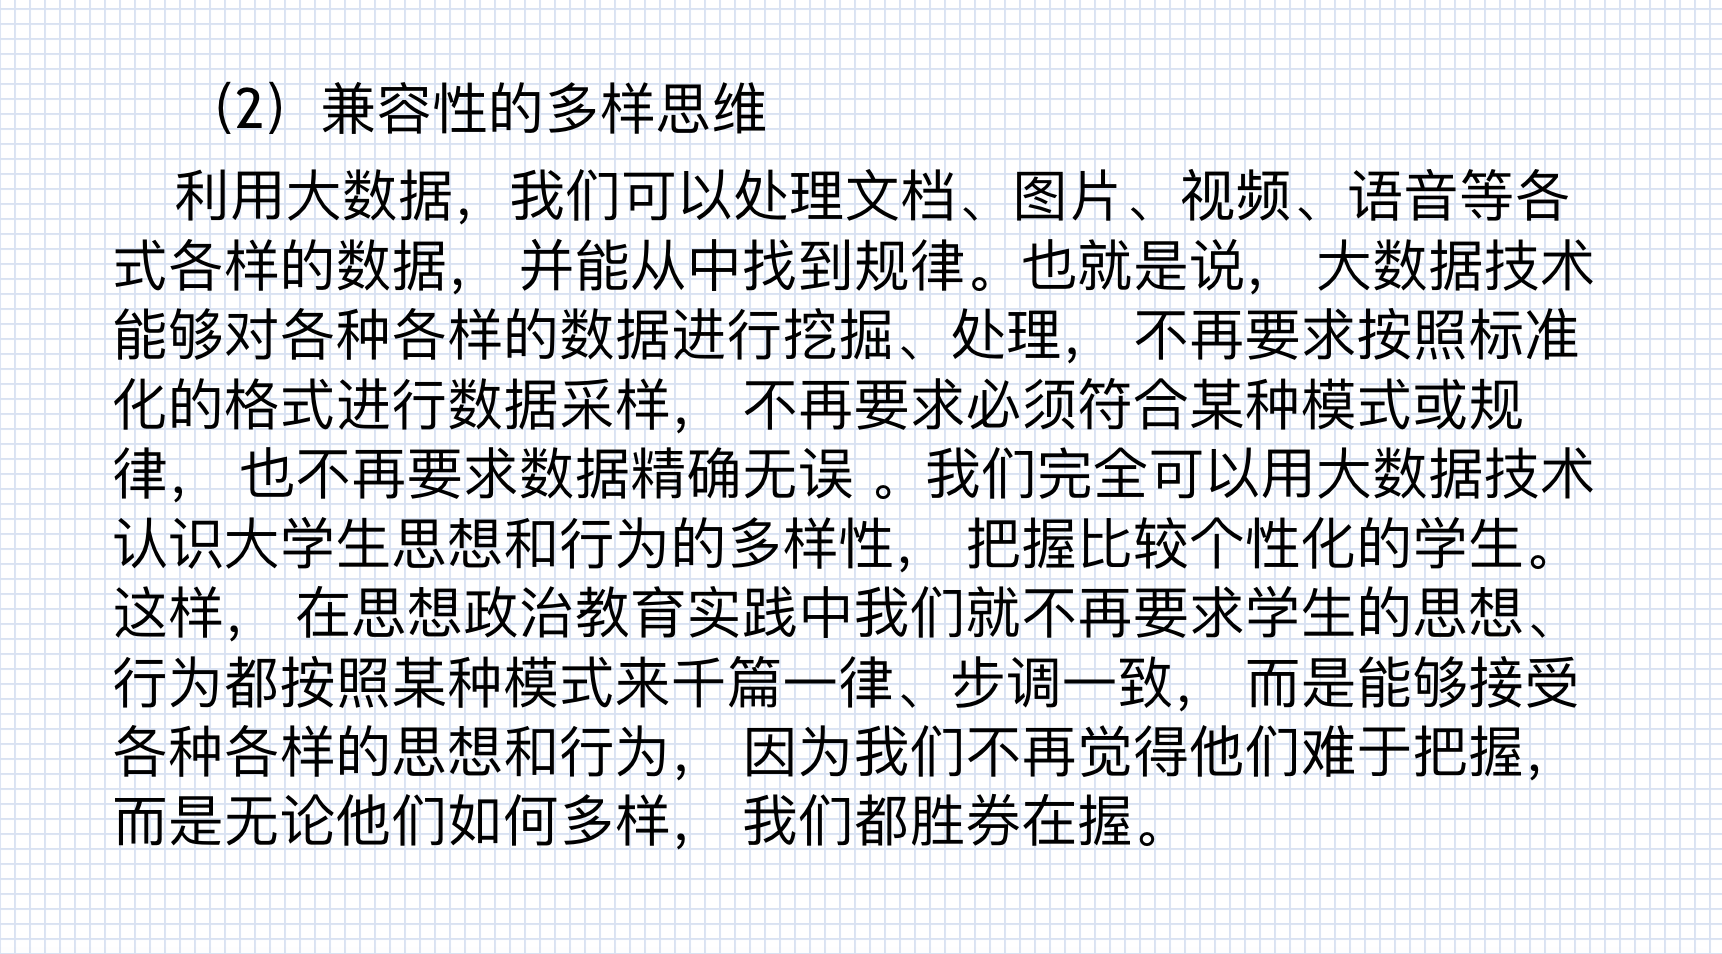 （2）兼容性的多样思维
利用大数据，我们可以处理文档、图片、视频、语音等各
式各样的数据， 并能从中找到规律。也就是说， 大数据技术
能够对各种各样的数据进行挖掘、处理， 不再要求按照标准
化的格式进行数据采样， 不再要求必须符合某种模式或规
律， 也不再要求数据精确无误 。我们完全可以用大数据技术
认识大学生思想和行为的多样性， 把握比较个性化的学生。
这样， 在思想政治教育实践中我们就不再要求学生的思想、
行为都按照某种模式来千篇一律、步调一致， 而是能够接受
各种各样的思想和行为， 因为我们不再觉得他们难于把握，
而是无论他们如何多样， 我们都胜券在握。